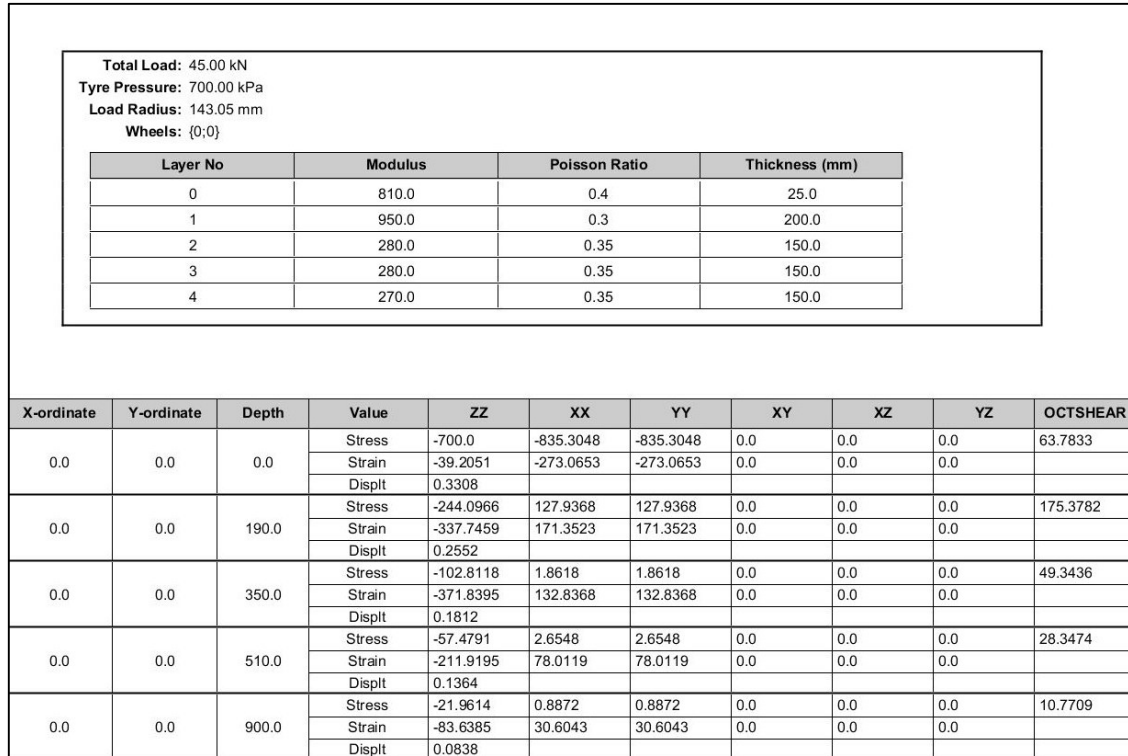 Total Load: 45.00 kN
Tyre Pressure: 700.00 kPa
Load Radius: 143.05 mm
Wheels: {0;0}
Layer No Modulus Poisson Ratio Thickness (mm)
0 810.0 0.4 25.0
1 950.0 0.3 200.0
2 280.0 0.35 150.0
3 280.0 0.35 150.0
4 270.0 0.35 150.0
X-ordinate Y-ordinate Depth Value ZZ XX YY XY XZ YZ OCTSHEAR
Stress -700.0 -835.3048 -835.3048 0.0 0.0 0.0 63.7833
0.0 0.0 0.0 Strain -39.2051 -273.0653 -273.0653 0.0 0.0 0.0
Displt 0.3308
Stress -244.0966 127.9368 127.9368 0.0 0.0 0.0 175.3782
0.0 0.0 190.0 Strain -337.7459 171.3523 171.3523 0.0 0.0 0.0
Displt 0.2552
Stress -102.8118 1.8618 1.8618 0.0 0.0 0.0 49.3436
0.0 0.0 350.0 Strain -371.8395 132.8368 132.8368 0.0 0.0 0.0
Displt 0.1812
Stress -57.4791 2.6548 2.6548 0.0 0.0 0.0 28.3474
0.0 0.0 510.0 Strain -211.9195 78.0119 78.0119 0.0 0.0 0.0
Displt 0.1364
Stress -21.9614 0.8872 0.8872 0.0 0.0 0.0 10.7709
0.0 0.0 900.0 Strain -83.6385 30.6043 30.6043 0.0 0.0 0.0
Displt 0.0838